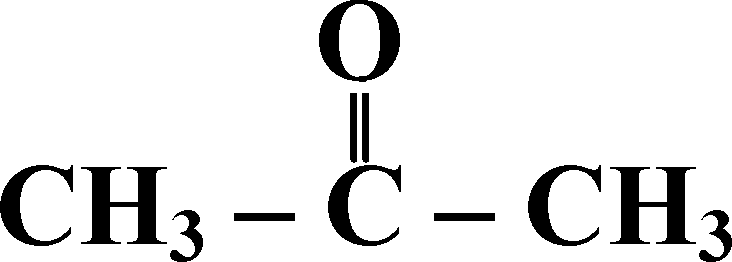 O
CH₃ – C – CH₃